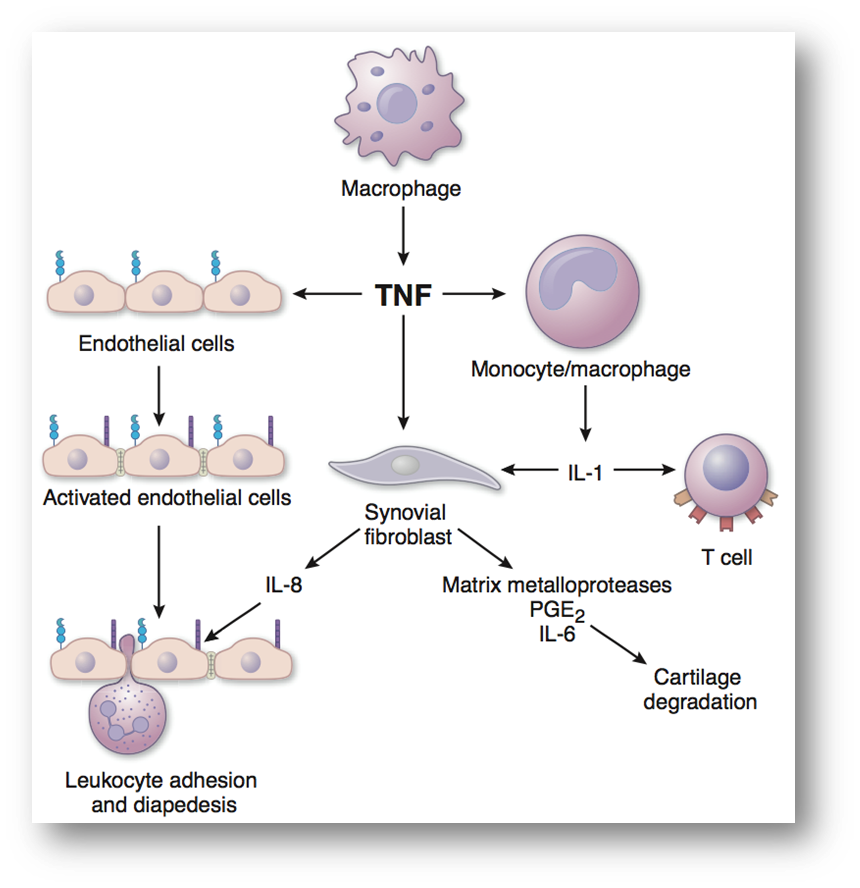 Macrophage
TNF
Endothelial cells
Monocyte/macrophage
Activated endothelial cells
IL-1
Synovial
fibroblast
T cell
IL-8
Matrix metalloproteases
PGE2
IL-6
Cartilage
degradation
Leukocyte adhesion
and diapedesis